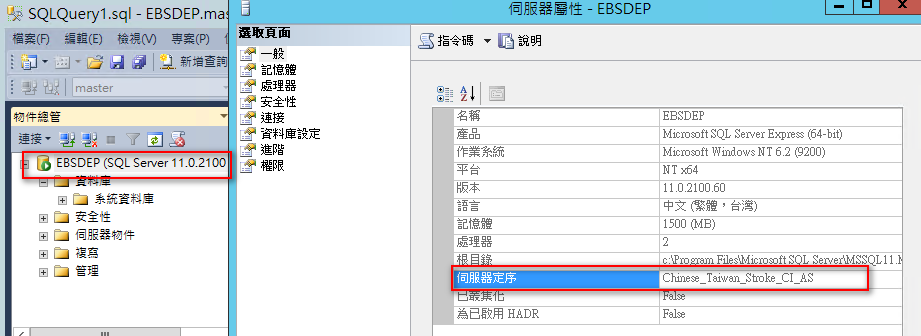 SQLQuery1.sql - EBSDEP.mas
檔案(F) 編輯(E) 檢視(V) 專案(P)
新增查詢
master
物件總管
連接
EBSDEP (SQL Server 11.0.2100
資料庫
系統資料庫
安全性
伺服器物件
複寫
管理
伺服器屬性 - EBSDEP
選取頁面
一般
記憶體
處理器
安全性
連接
資料庫設定
進階
權限
指令碼 說明
名稱 EBSDEP
產品 Microsoft SQL Server Express (64-bit)
作業系統 Microsoft Windows NT 6.2 (9200)
平台 NT x64
版本 11.0.2100.60
語言 中文 (繁體，台灣)
記憶體 1500 (MB)
處理器 2
根目錄 c:\Program Files\Microsoft SQL Server\MSSQL11.M
伺服器定序 Chinese_Taiwan_Stroke_CI_AS
已叢集化 False
為已啟用 HADR False